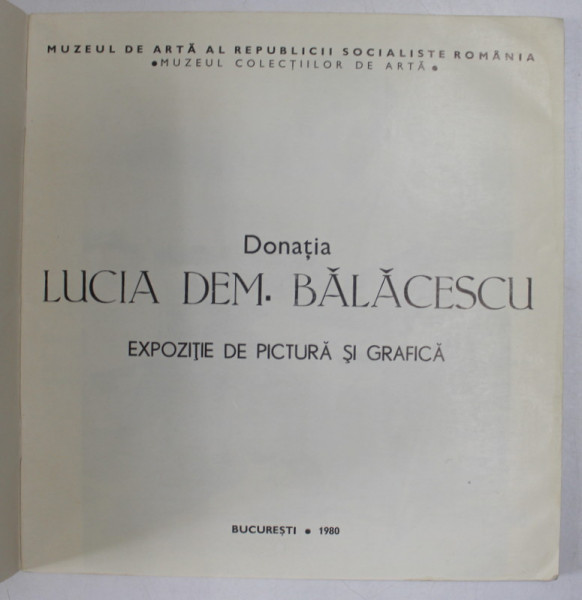 MUZEUL DE ARTĂ AL REPUBLICII SOCIALISTE ROMÂNIA
•MUZEUL COLECȚIILOR DE ARTĂ•
Donația
LUCIA DEM. BĂLĂCESCU
EXPOZIȚIE DE PICTURĂ ȘI GRAFICĂ
BUCUREȘTI • 1980